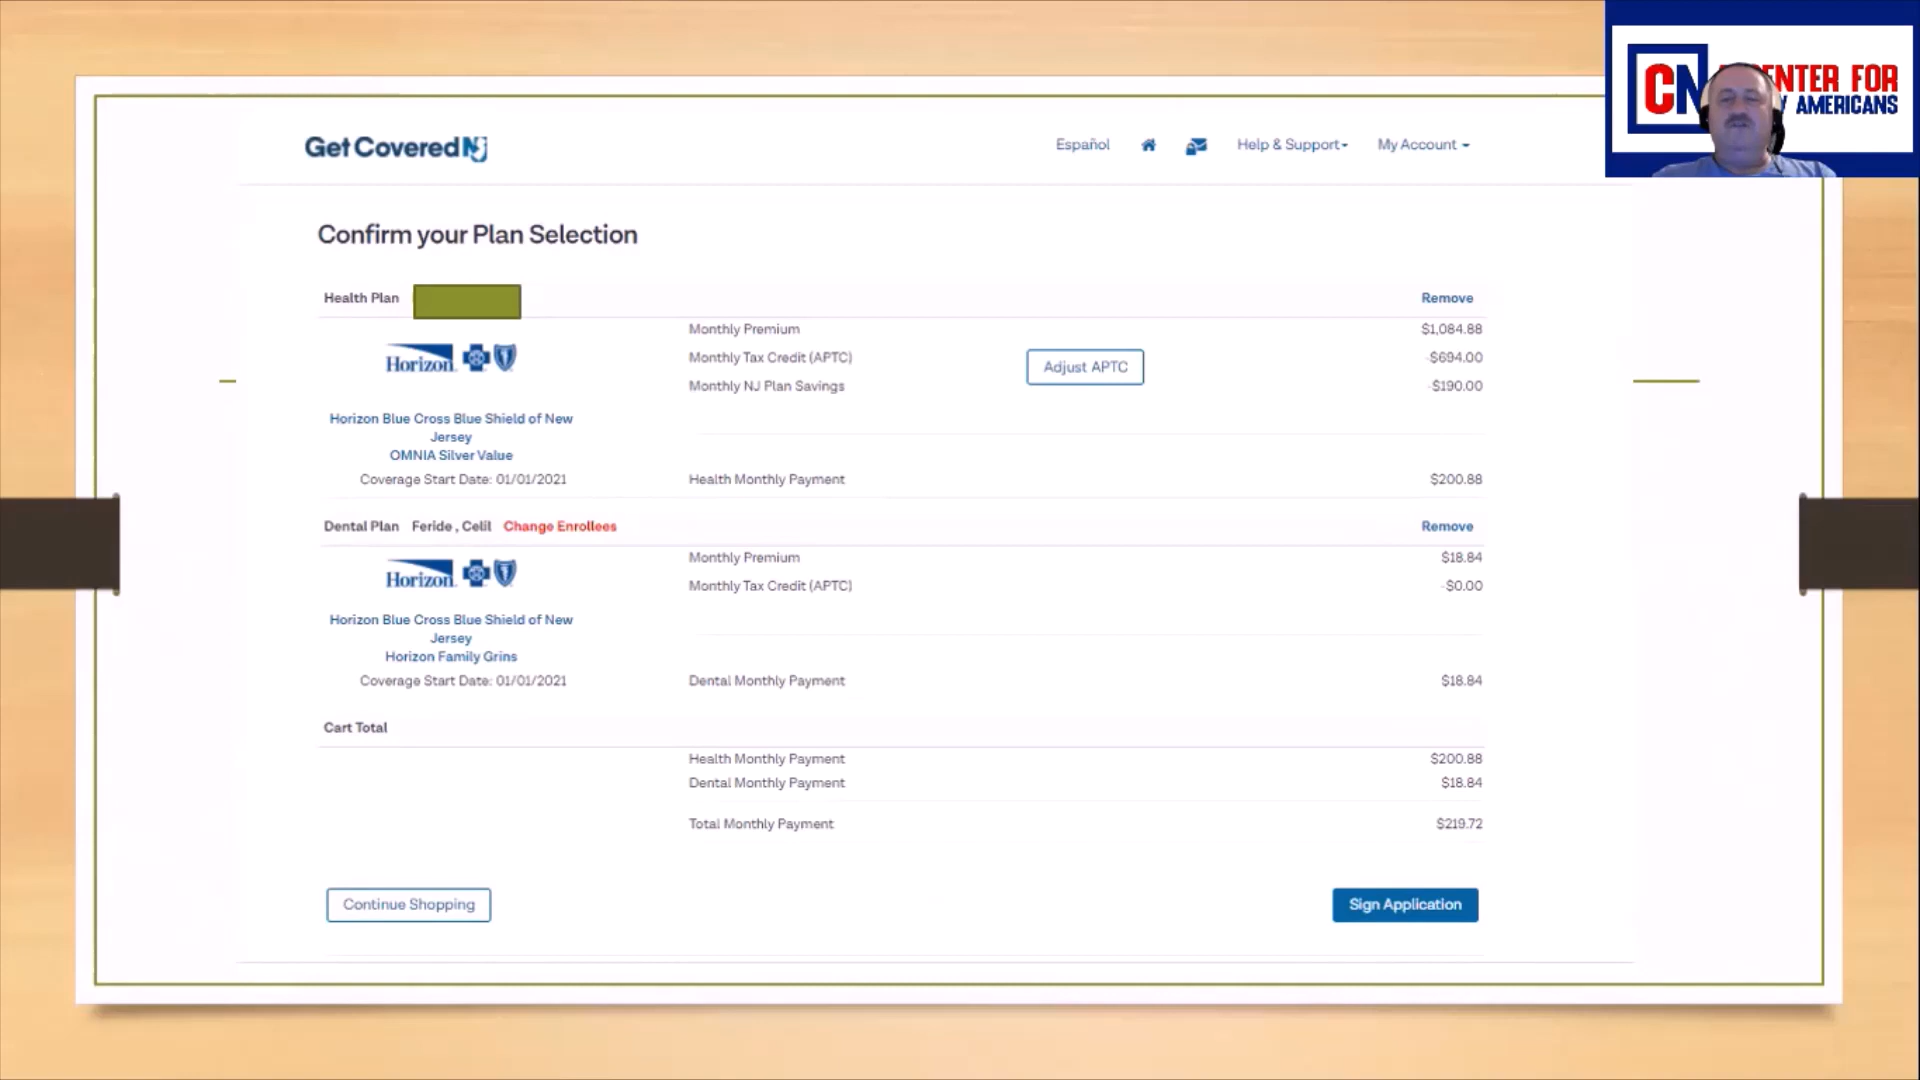 CN CENTER FOR
AMERICANS
Get Covered NJ
Español
Help & Support
My Account
Confirm your Plan Selection
Health Plan
Remove
Monthly Premium
$1,084.88
Horizon
Monthly Tax Credit (APTC)
Adjust APTC
-$694.00
Monthly NJ Plan Savings
-$190.00
Horizon Blue Cross Blue Shield of New
Jersey
OMNIA Silver Value
Coverage Start Date: 01/01/2021
Health Monthly Payment
$200.88
Dental Plan Feride , Celil Change Enrollees
Remove
Monthly Premium
$18.84
Horizon
Monthly Tax Credit (APTC)
-$0.00
Horizon Blue Cross Blue Shield of New
Jersey
Horizon Family Grins
Coverage Start Date: 01/01/2021
Dental Monthly Payment
$18.84
Cart Total
Health Monthly Payment
$200.88
Dental Monthly Payment
$18.84
Total Monthly Payment
$219.72
Continue Shopping
Sign Application